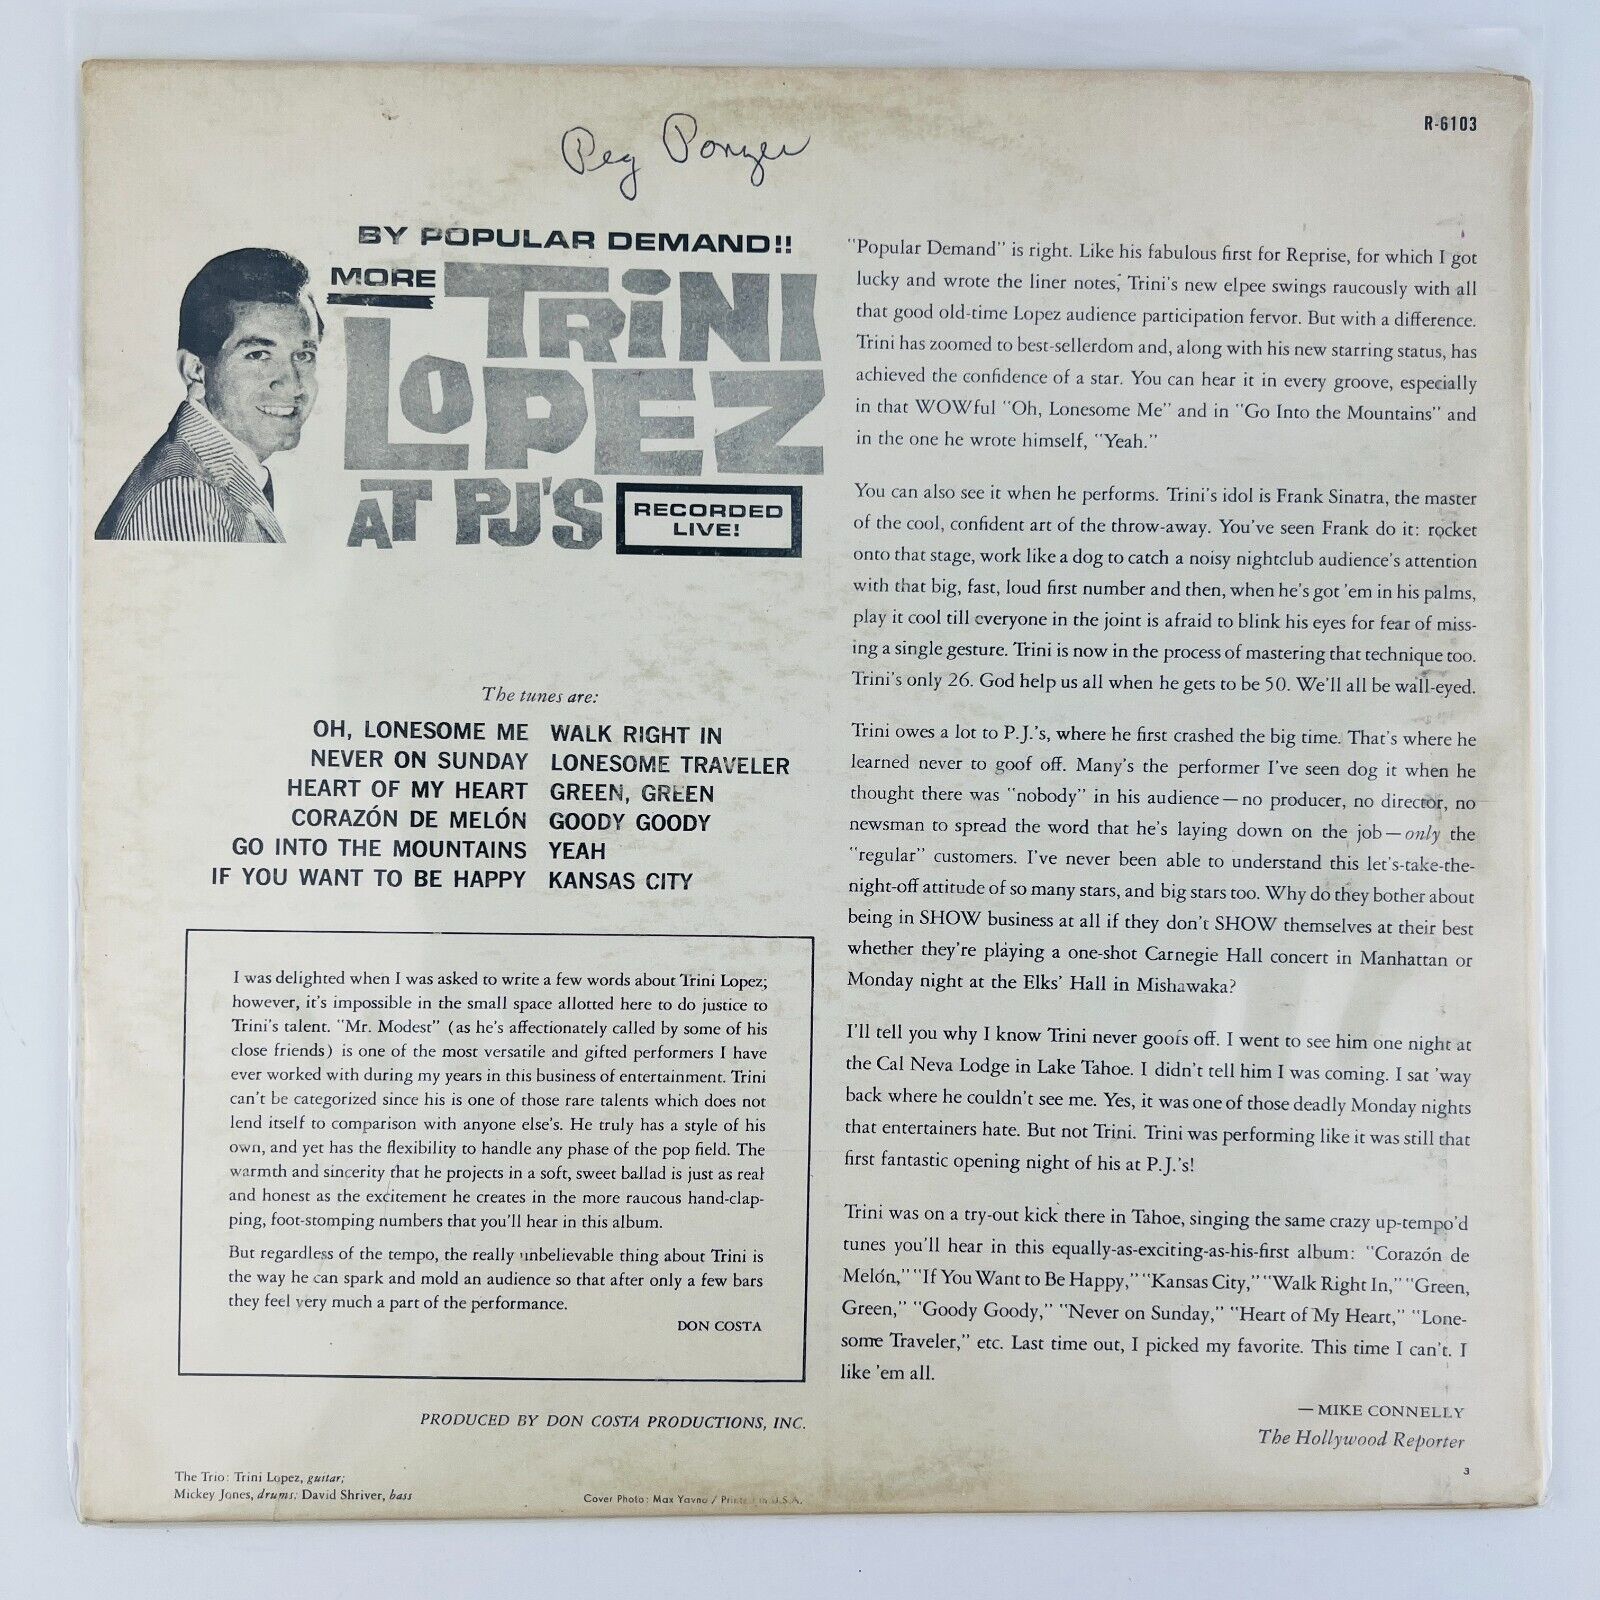 R-6103
Peg Ponzer
BY POPULAR DEMAND!!
MORE TRINI
LOPEZ
AT PJ'S
RECORDED
LIVE!
The tunes are:
OH, LONESOME ME WALK RIGHT IN
NEVER ON SUNDAY LONESOME TRAVELER
HEART OF MY HEART GREEN, GREEN
CORAZÓN DE MELÓN GOODY GOODY
GO INTO THE MOUNTAINS YEAH
IF YOU WANT TO BE HAPPY KANSAS CITY
I was delighted when I was asked to write a few words about Trini Lopez;
however, it's impossible in the small space allotted here to do justice to
Trini's talent. "Mr. Modest" (as he's affectionately called by some of his
close friends) is one of the most versatile and gifted performers I have
ever worked with during my years in this business of entertainment. Trini
can't be categorized since his is one of those rare talents which does not
lend itself to comparison with anyone else's. He truly has a style of his
own, and yet has the flexibility to handle any phase of the pop field. The
warmth and sincerity that he projects in a soft, sweet ballad is just as real
and honest as the excitement he creates in the more raucous hand-clap-
ping, foot-stomping numbers that you'll hear in this album.
But regardless of the tempo, the really unbelievable thing about Trini is
the way he can spark and mold an audience so that after only a few bars
they feel very much a part of the performance.
DON COSTA
PRODUCED BY DON COSTA PRODUCTIONS, INC.
The Trio: Trini Lopez, guitar;
Mickey Jones, drums; David Shriver, bass
Cover Photo: Max Yavno / Printed in U.S.A.
"Popular Demand" is right. Like his fabulous first for Reprise, for which I got
lucky and wrote the liner notes, Trini's new elpee swings raucously with all
that good old-time Lopez audience participation fervor. But with a difference.
Trini has zoomed to best-sellerdom and, along with his new starring status, has
achieved the confidence of a star. You can hear it in every groove, especially
in that WOWful "Oh, Lonesome Me" and in "Go Into the Mountains" and
in the one he wrote himself, "Yeah."
You can also see it when he performs. Trini's idol is Frank Sinatra, the master
of the cool, confident art of the throw-away. You've seen Frank do it: rocket
onto that stage, work like a dog to catch a noisy nightclub audience's attention
with that big, fast, loud first number and then, when he's got 'em in his palms,
play it cool till everyone in the joint is afraid to blink his eyes for fear of miss-
ing a single gesture. Trini is now in the process of mastering that technique too.
Trini's only 26. God help us all when he gets to be 50. We'll all be wall-eyed.
Trini owes a lot to P.J.'s, where he first crashed the big time. That's where he
learned never to goof off. Many's the performer I've seen dog it when he
thought there was "nobody" in his audience—no producer, no director, no
newsman to spread the word that he's laying down on the job—only the
"regular" customers. I've never been able to understand this let's-take-the-
night-off attitude of so many stars, and big stars too. Why do they bother about
being in SHOW business at all if they don't SHOW themselves at their best
whether they're playing a one-shot Carnegie Hall concert in Manhattan or
Monday night at the Elks' Hall in Mishawaka?
I'll tell you why I know Trini never goofs off. I went to see him one night at
the Cal Neva Lodge in Lake Tahoe. I didn't tell him I was coming. I sat 'way
back where he couldn't see me. Yes, it was one of those deadly Monday nights
that entertainers hate. But not Trini. Trini was performing like it was still that
first fantastic opening night of his at P.J.'s!
Trini was on a try-out kick there in Tahoe, singing the same crazy up-tempo'd
tunes you'll hear in this equally-as-exciting-as-his-first album: "Corazón de
Melón," "If You Want to Be Happy," "Kansas City," "Walk Right In," "Green,
Green," "Goody Goody," "Never on Sunday," "Heart of My Heart," "Lone-
some Traveler," etc. Last time out, I picked my favorite. This time I can't. I
like 'em all.
— MIKE CONNELLY
The Hollywood Reporter
3